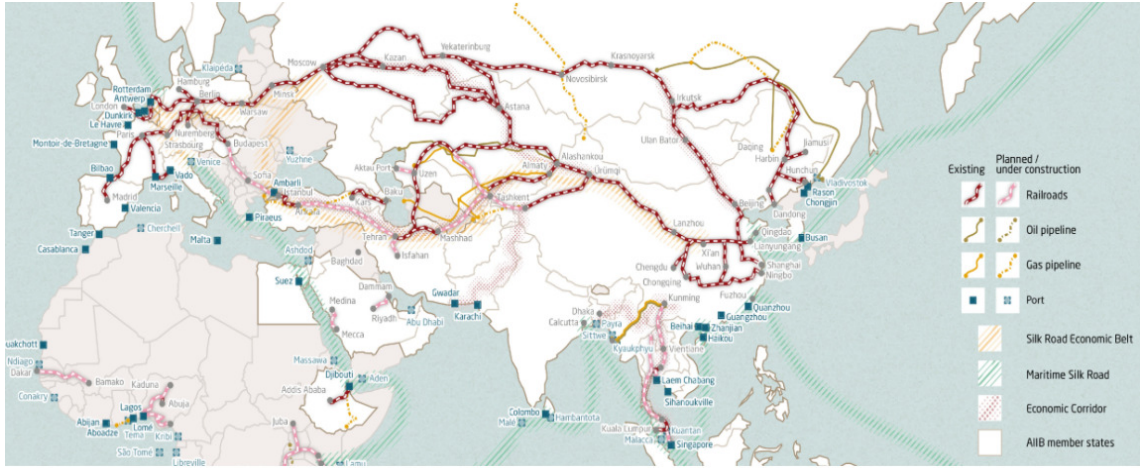 Klaipėda
Hamburg
Rotterdam
Antwerp
London
Berlin
Dunkirk
Le Havre
Paris
Warsaw
Minsk
Moscow
Kazan
Yekaterinburg
Novosibirsk
Krasnoyarsk
Irkutsk
Astana
Montoir-de-Bretagne
Nuremberg
Strasbourg
Budapest
Venice
Yuzhne
Bilbao
Madrid
Marseille
Vado
Valencia
Sofia
Ambarli
Istanbul
Ankara
Kars
Baku
Aktau Port
Uzen
Almaty
Alashankou
Ürümqi
Ulan Bator
Daqing
Harbin
Jiamus
Hunchun
Vladivostok
Rason
Chongjin
Tanger
Casablanca
Cherchell
Malta
Piraeus
Ashdod
Suez
Tehran
Mashhad
Isfahan
Tashkent
Baghdad
Lanzhou
Xi'an
Beijing
Dandong
Qingdao
Lianyungang
Busan
Chengdu
Wuhan
Chongqing
Shanghai
Ningbo
Fuzhou
Quanzhou
Guangzhou
Kunming
Medina
Mecca
Dammam
Riyadh
Abu Dhabi
Gwadar
Karachi
Dhaka
Calcutta
Payra
Sittwe
Kyaukphyu
Beihai
Zhanjian
Haikou
Vientiane
Laem Chabang
Sihanoukville
uakchott
Ndiago
Dakar
Bamako
Conakry
Kaduna
Abuja
Lagos
Abijan
Lomé
Aboadze
Tema
Kribi
São Tomé
Libreville
Massawa
Djibouti
Aden
Addis Ababa
Juba
Lamu
Colombo
Hambantota
Malé
Kuala Lumpur
Kuantan
Malacca
Singapore
Existing
Planned /
under construction
Railroads
Oil pipeline
Gas pipeline
Port
Silk Road Economic Belt
Maritime Silk Road
Economic Corridor
AIIB member states